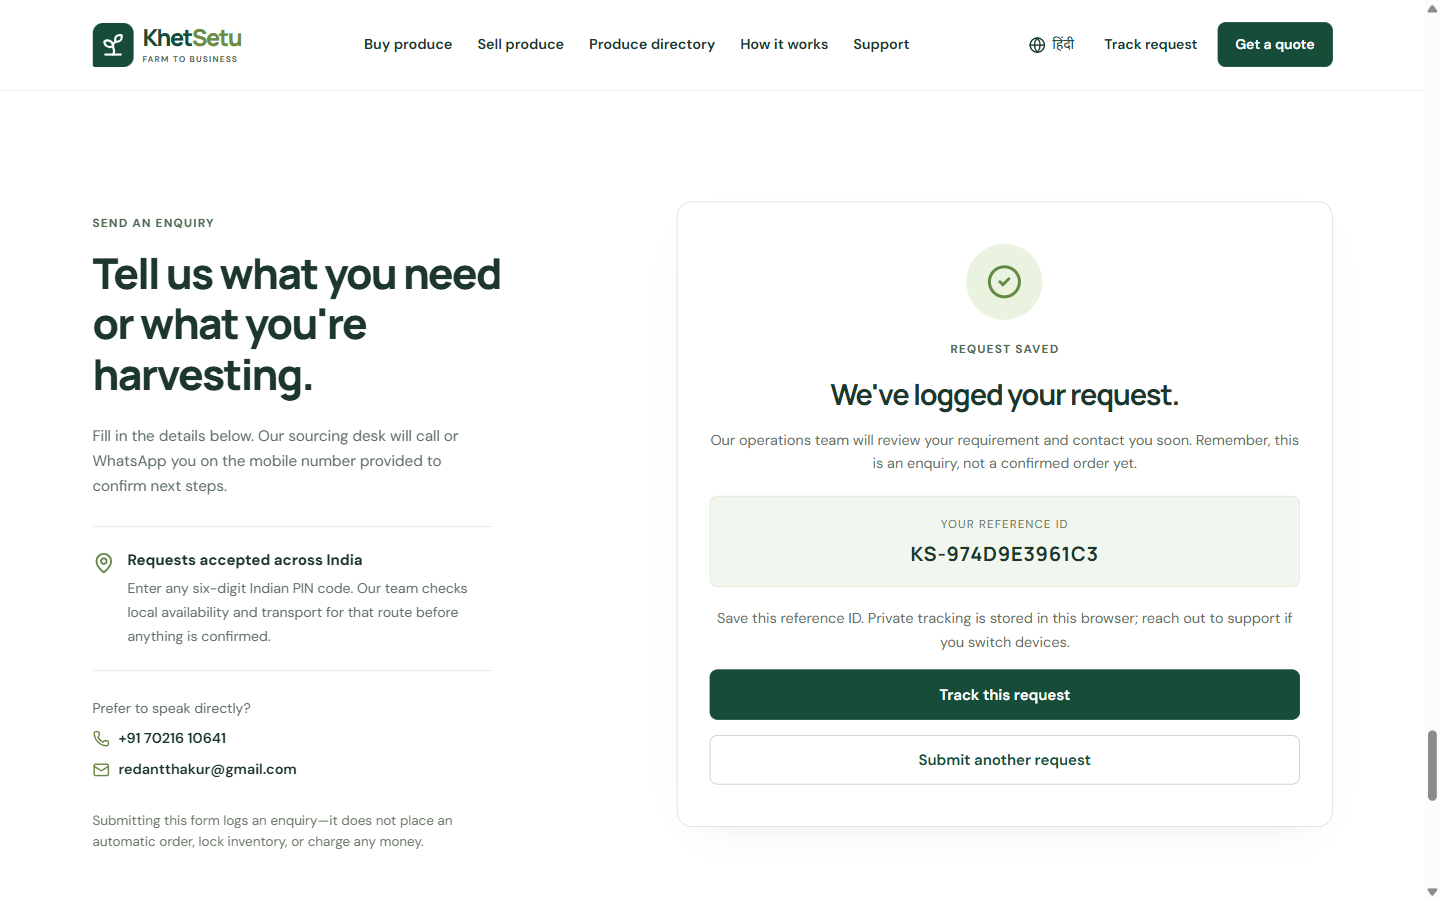 KhetSetu
FARM TO BUSINESS
Buy produce
Sell produce
Produce directory
How it works
Support
हिंदी
Track request
Get a quote
SEND AN ENQUIRY
Tell us what you need
or what you're
harvesting.
Fill in the details below. Our sourcing desk will call or
WhatsApp you on the mobile number provided to
confirm next steps.
Requests accepted across India
Enter any six-digit Indian PIN code. Our team checks
local availability and transport for that route before
anything is confirmed.
Prefer to speak directly?
+91 70216 10641
redantthakur@gmail.com
Submitting this form logs an enquiry—it does not place an
automatic order, lock inventory, or charge any money.
REQUEST SAVED
We've logged your request.
Our operations team will review your requirement and contact you soon. Remember, this
is an enquiry, not a confirmed order yet.
YOUR REFERENCE ID
KS-974D9E3961C3
Save this reference ID. Private tracking is stored in this browser; reach out to support if
you switch devices.
Track this request
Submit another request